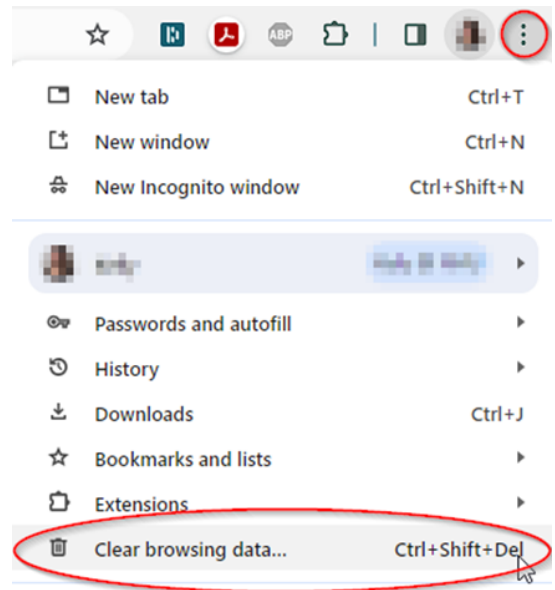 ABP
New tab Ctrl+T
New window Ctrl+N
New Incognito window Ctrl+Shift+N
Passwords and autofill
History
Downloads Ctrl+J
Bookmarks and lists
Extensions
Clear browsing data... Ctrl+Shift+Del